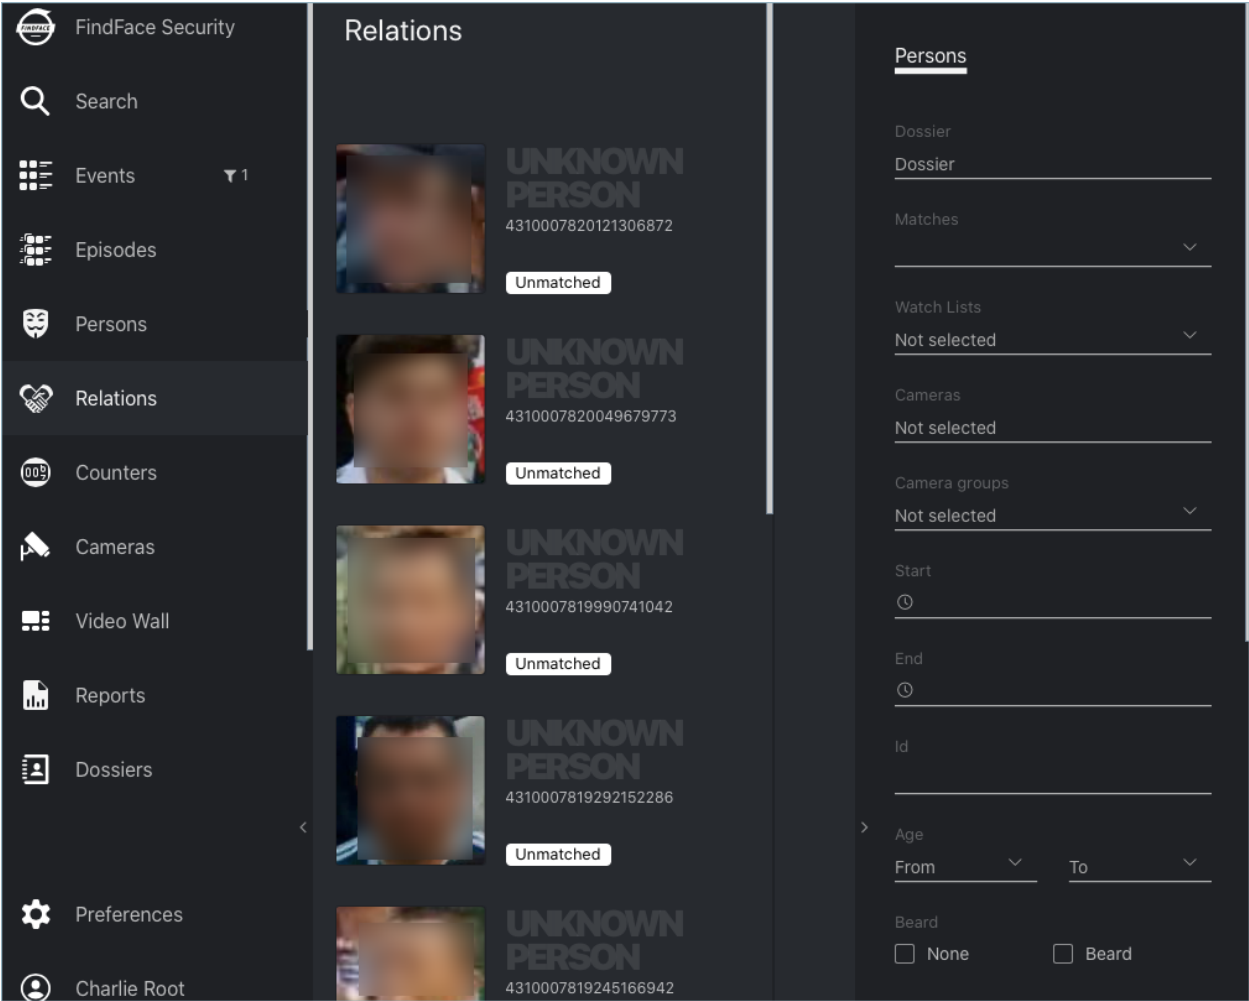 FindFace Security
Search
Events 1
Episodes
Persons
Relations
Counters
Cameras
Video Wall
Reports
Dossiers
Preferences
Charlie Root
Relations
UNKNOWN
PERSON
4310007820121306872
Unmatched
UNKNOWN
PERSON
4310007820049679773
Unmatched
UNKNOWN
PERSON
4310007819990741042
Unmatched
UNKNOWN
PERSON
4310007819292152286
Unmatched
UNKNOWN
PERSON
4310007819245166942
Persons
Dossier
Dossier
Matches
Watch Lists
Not selected
Cameras
Not selected
Camera groups
Not selected
Start
End
Id
Age
From To
Beard
None Beard